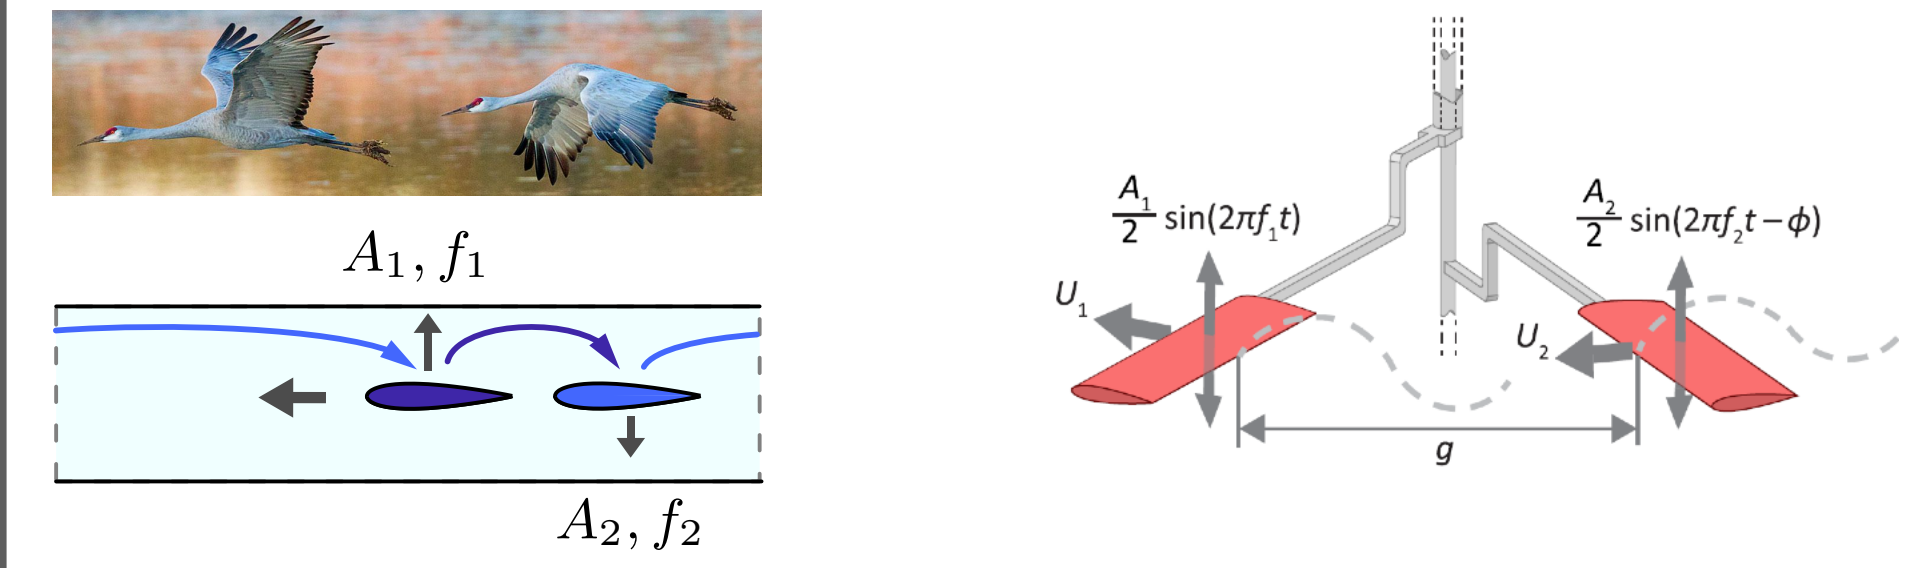 A₁, f₁
A₂, f₂
A₁/2 sin(2πf₁t)
A₂/2 sin(2πf₂t−ϕ)
U₁
U₂
g